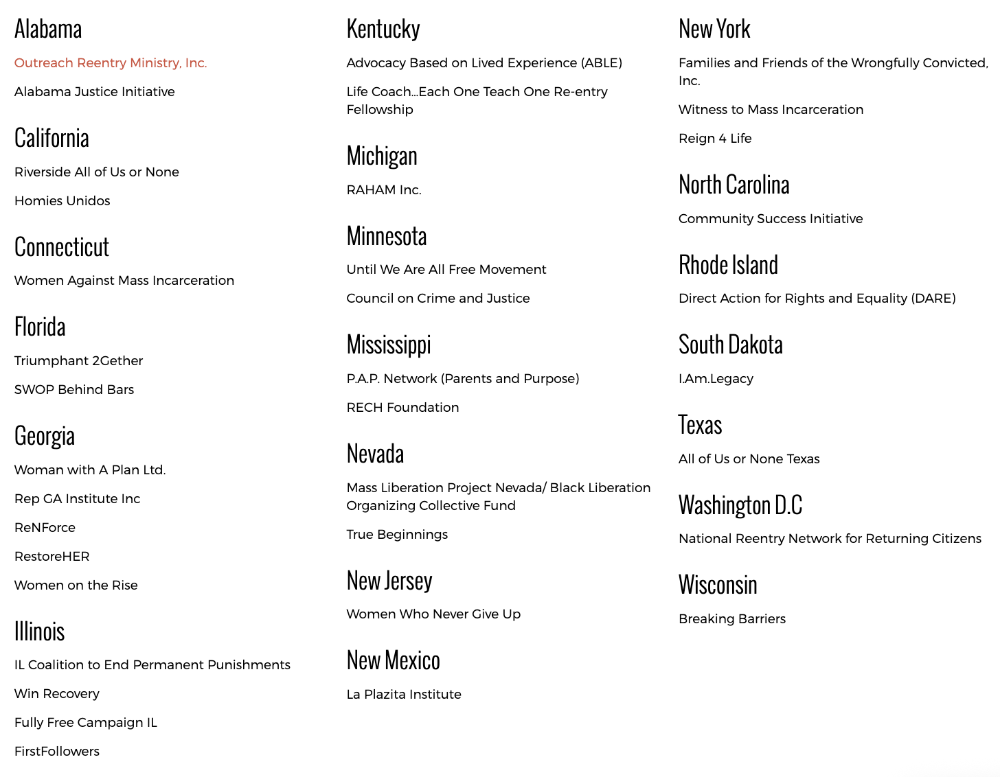 Alabama
Outreach Reentry Ministry, Inc.
Alabama Justice Initiative
California
Riverside All of Us or None
Homies Unidos
Connecticut
Women Against Mass Incarceration
Florida
Triumphant 2Gether
SWOP Behind Bars
Georgia
Woman with A Plan Ltd.
Rep GA Institute Inc
ReNForce
RestoreHER
Women on the Rise
Illinois
IL Coalition to End Permanent Punishments
Win Recovery
Fully Free Campaign IL
FirstFollowers
Kentucky
Advocacy Based on Lived Experience (ABLE)
Life Coach...Each One Teach One Re-entry
Fellowship
Michigan
RAHAM Inc.
Minnesota
Until We Are All Free Movement
Council on Crime and Justice
Mississippi
P.A.P. Network (Parents and Purpose)
RECH Foundation
Nevada
Mass Liberation Project Nevada/ Black Liberation
Organizing Collective Fund
True Beginnings
New Jersey
Women Who Never Give Up
New Mexico
La Plazita Institute
New York
Families and Friends of the Wrongfully Convicted,
Inc.
Witness to Mass Incarceration
Reign 4 Life
North Carolina
Community Success Initiative
Rhode Island
Direct Action for Rights and Equality (DARE)
South Dakota
I.Am.Legacy
Texas
All of Us or None Texas
Washington D.C
National Reentry Network for Returning Citizens
Wisconsin
Breaking Barriers